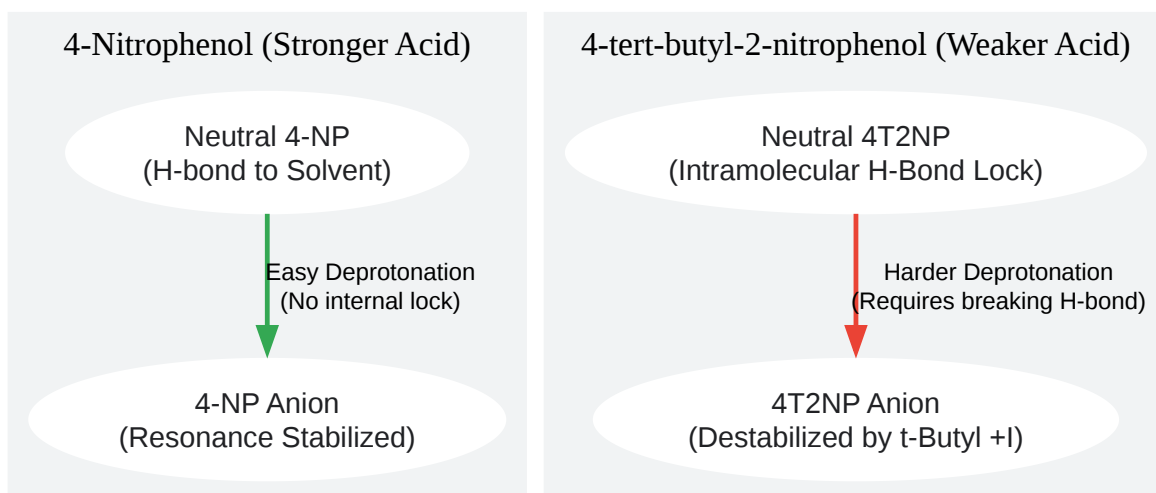 4-Nitrophenol (Stronger Acid)
Neutral 4-NP
(H-bond to Solvent)
Easy Deprotonation
(No internal lock)
4-NP Anion
(Resonance Stabilized)
4-tert-butyl-2-nitrophenol (Weaker Acid)
Neutral 4T2NP
(Intramolecular H-Bond Lock)
Harder Deprotonation
(Requires breaking H-bond)
4T2NP Anion
(Destabilized by t-Butyl +I)